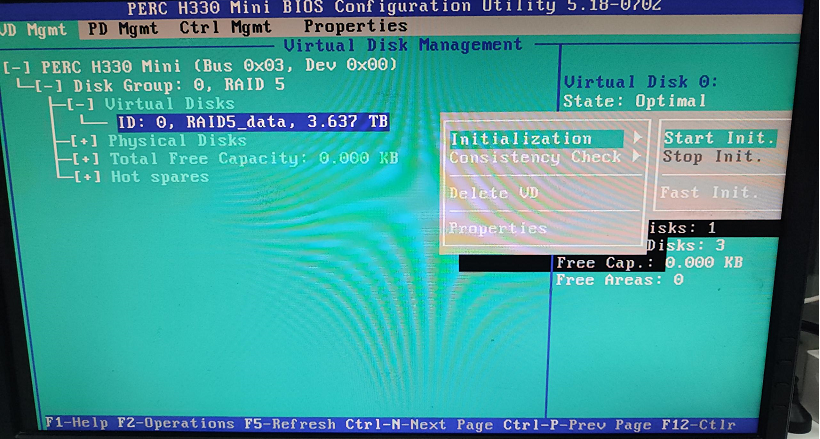 PERC H330 Mini BIOS Configuration Utility 5.18-0702
VD Mgmt PD Mgmt Ctrl Mgmt Properties
Virtual Disk Management
[-] PERC H330 Mini (Bus 0x03, Dev 0x00)
[-] Disk Group: 0, RAID 5
[-] Virtual Disks
ID: 0, RAID5_data, 3.637 TB
[+] Physical Disks
[+] Total Free Capacity: 0.000 KB
[+] Hot spares
Virtual Disk 0:
State: Optimal
Initialization
Consistency Check
Delete VD
Properties
Start Init.
Stop Init.
Fast Init.
isks: 1
Disks: 3
Free Cap.: 0.000 KB
Free Areas: 0
F1-Help F2-Operations F5-Refresh Ctrl-N-Next Page Ctrl-P-Prev Page F12-Ctlr